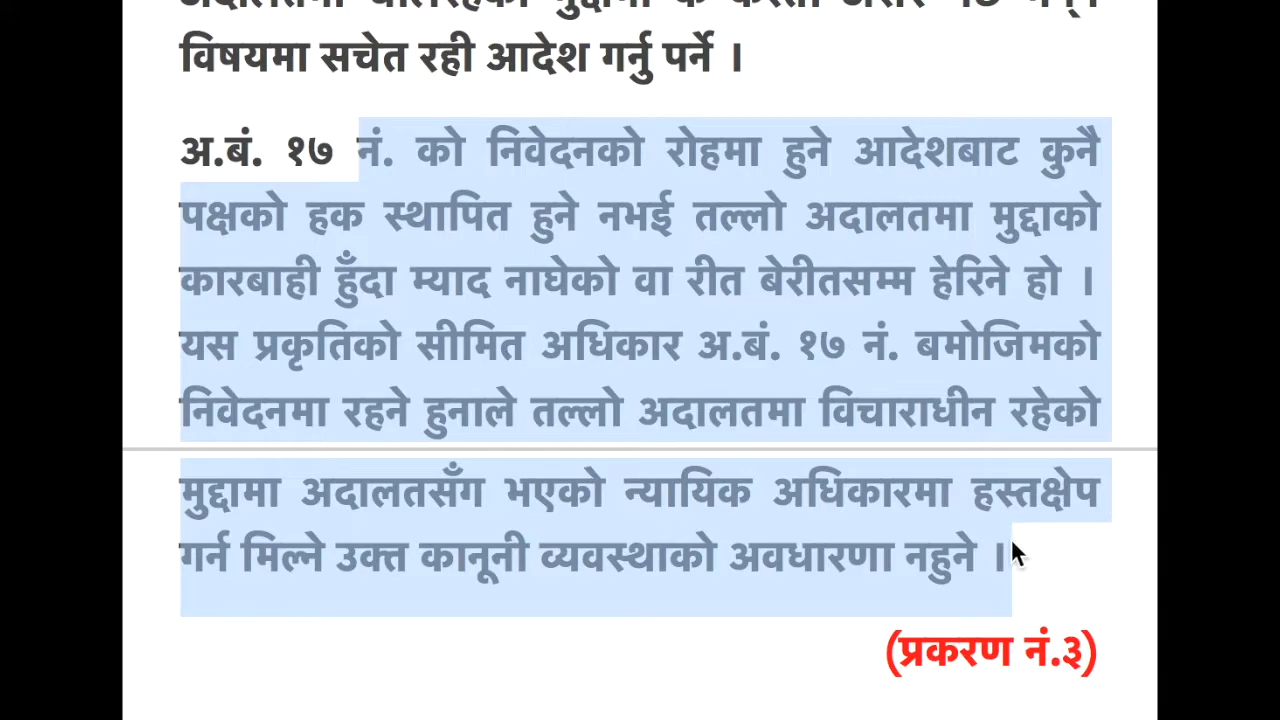 विषयमा सचेत रही आदेश गर्नु पर्ने ।
अ.बं. १७ नं. को निवेदनको रोहमा हुने आदेशबाट कुनै
पक्षको हक स्थापित हुने नभई तल्लो अदालतमा मुद्दाको
कारबाही हुँदा म्याद नाघेको वा रीत बेरीतसम्म हेरिने हो ।
यस प्रकृतिको सीमित अधिकार अ.बं. १७ नं. बमोजिमको
निवेदनमा रहने हुनाले तल्लो अदालतमा विचाराधीन रहेको
मुद्दामा अदालतसँग भएको न्यायिक अधिकारमा हस्तक्षेप
गर्न मिल्ने उक्त कानूनी व्यवस्थाको अवधारणा नहुने ।
(प्रकरण नं.३)